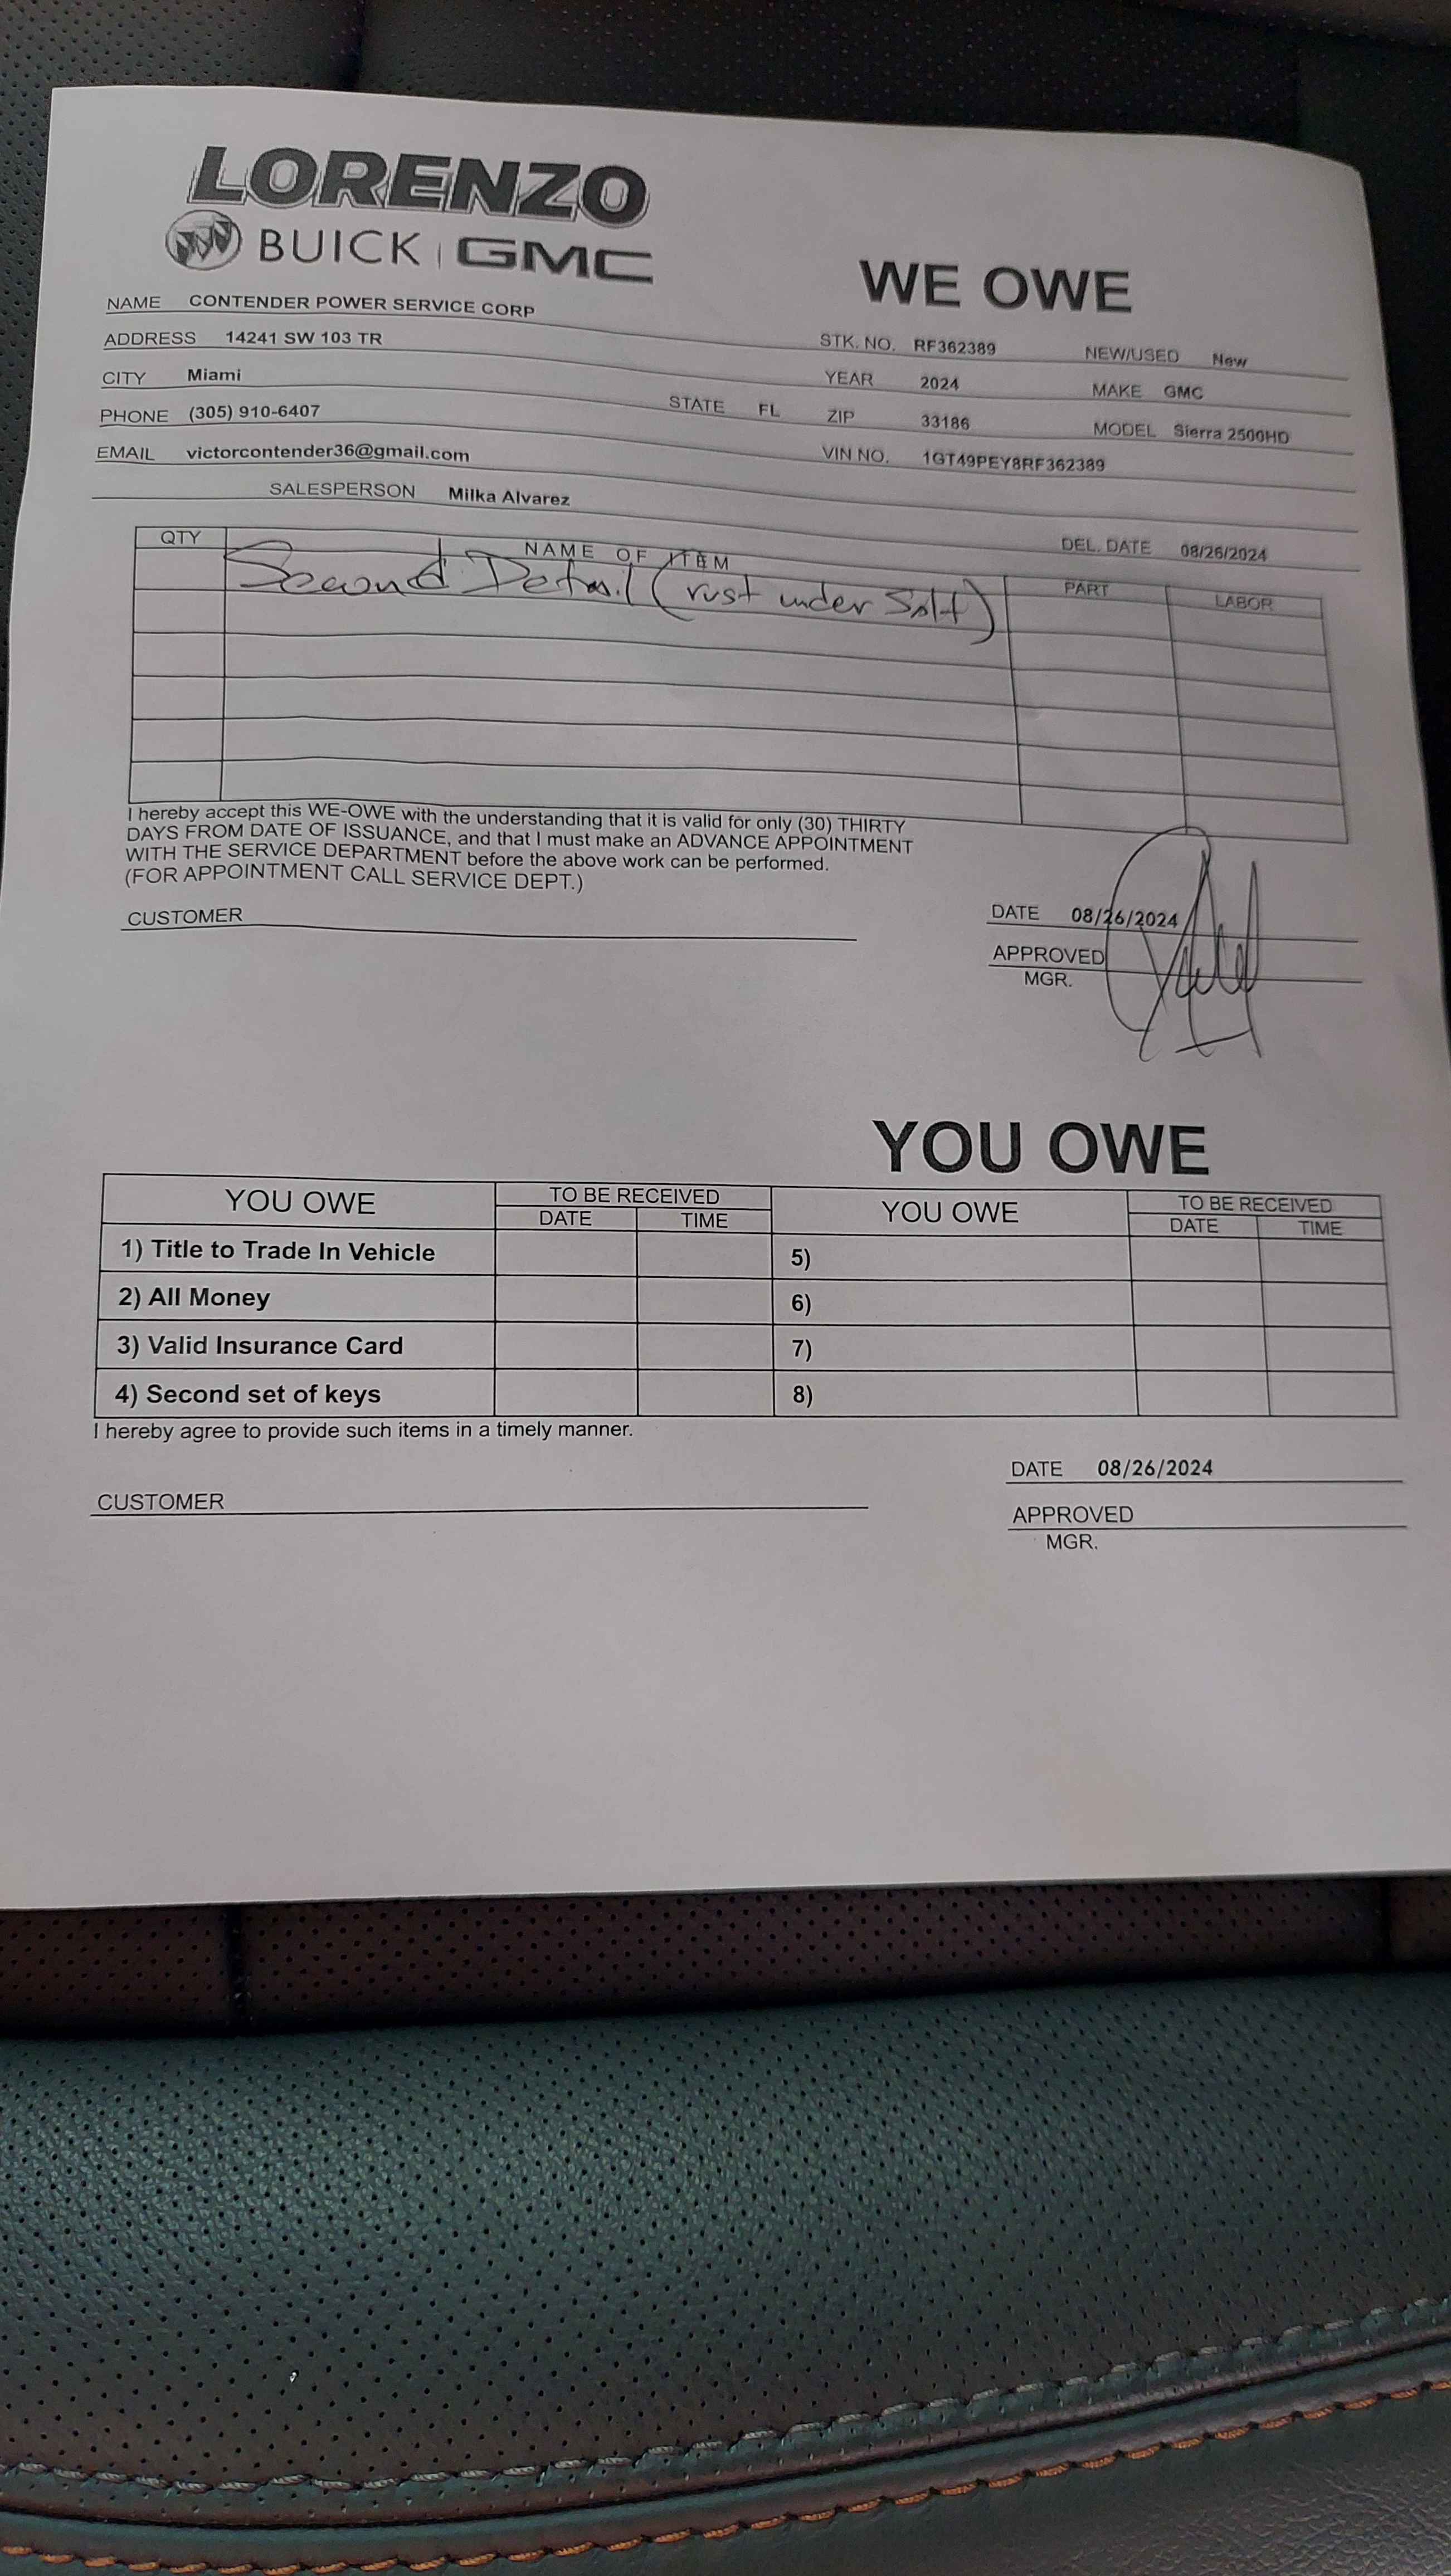 LORENZO
BUICK | GMC
WE OWE
NAME CONTENDER POWER SERVICE CORP
ADDRESS 14241 SW 103 TR
STK. NO. RF362389 NEW/USED New
CITY Miami
YEAR 2024 MAKE GMC
PHONE (305) 910-6407
STATE FL ZIP 33186 MODEL Sierra 2500HD
EMAIL victorcontender36@gmail.com
VIN NO. 1GT49PEY8RF362389
SALESPERSON Milka Alvarez
DEL. DATE 08/26/2024
QTY NAME OF ITEM PART LABOR
Second Detail (rust under Salt)
I hereby accept this WE-OWE with the understanding that it is valid for only (30) THIRTY
DAYS FROM DATE OF ISSUANCE, and that I must make an ADVANCE APPOINTMENT
WITH THE SERVICE DEPARTMENT before the above work can be performed.
(FOR APPOINTMENT CALL SERVICE DEPT.)
CUSTOMER
DATE 08/26/2024
APPROVED
MGR.
YOU OWE
YOU OWE TO BE RECEIVED YOU OWE TO BE RECEIVED
DATE TIME DATE TIME
1) Title to Trade In Vehicle 5)
2) All Money 6)
3) Valid Insurance Card 7)
4) Second set of keys 8)
I hereby agree to provide such items in a timely manner.
DATE 08/26/2024
CUSTOMER
APPROVED
MGR.